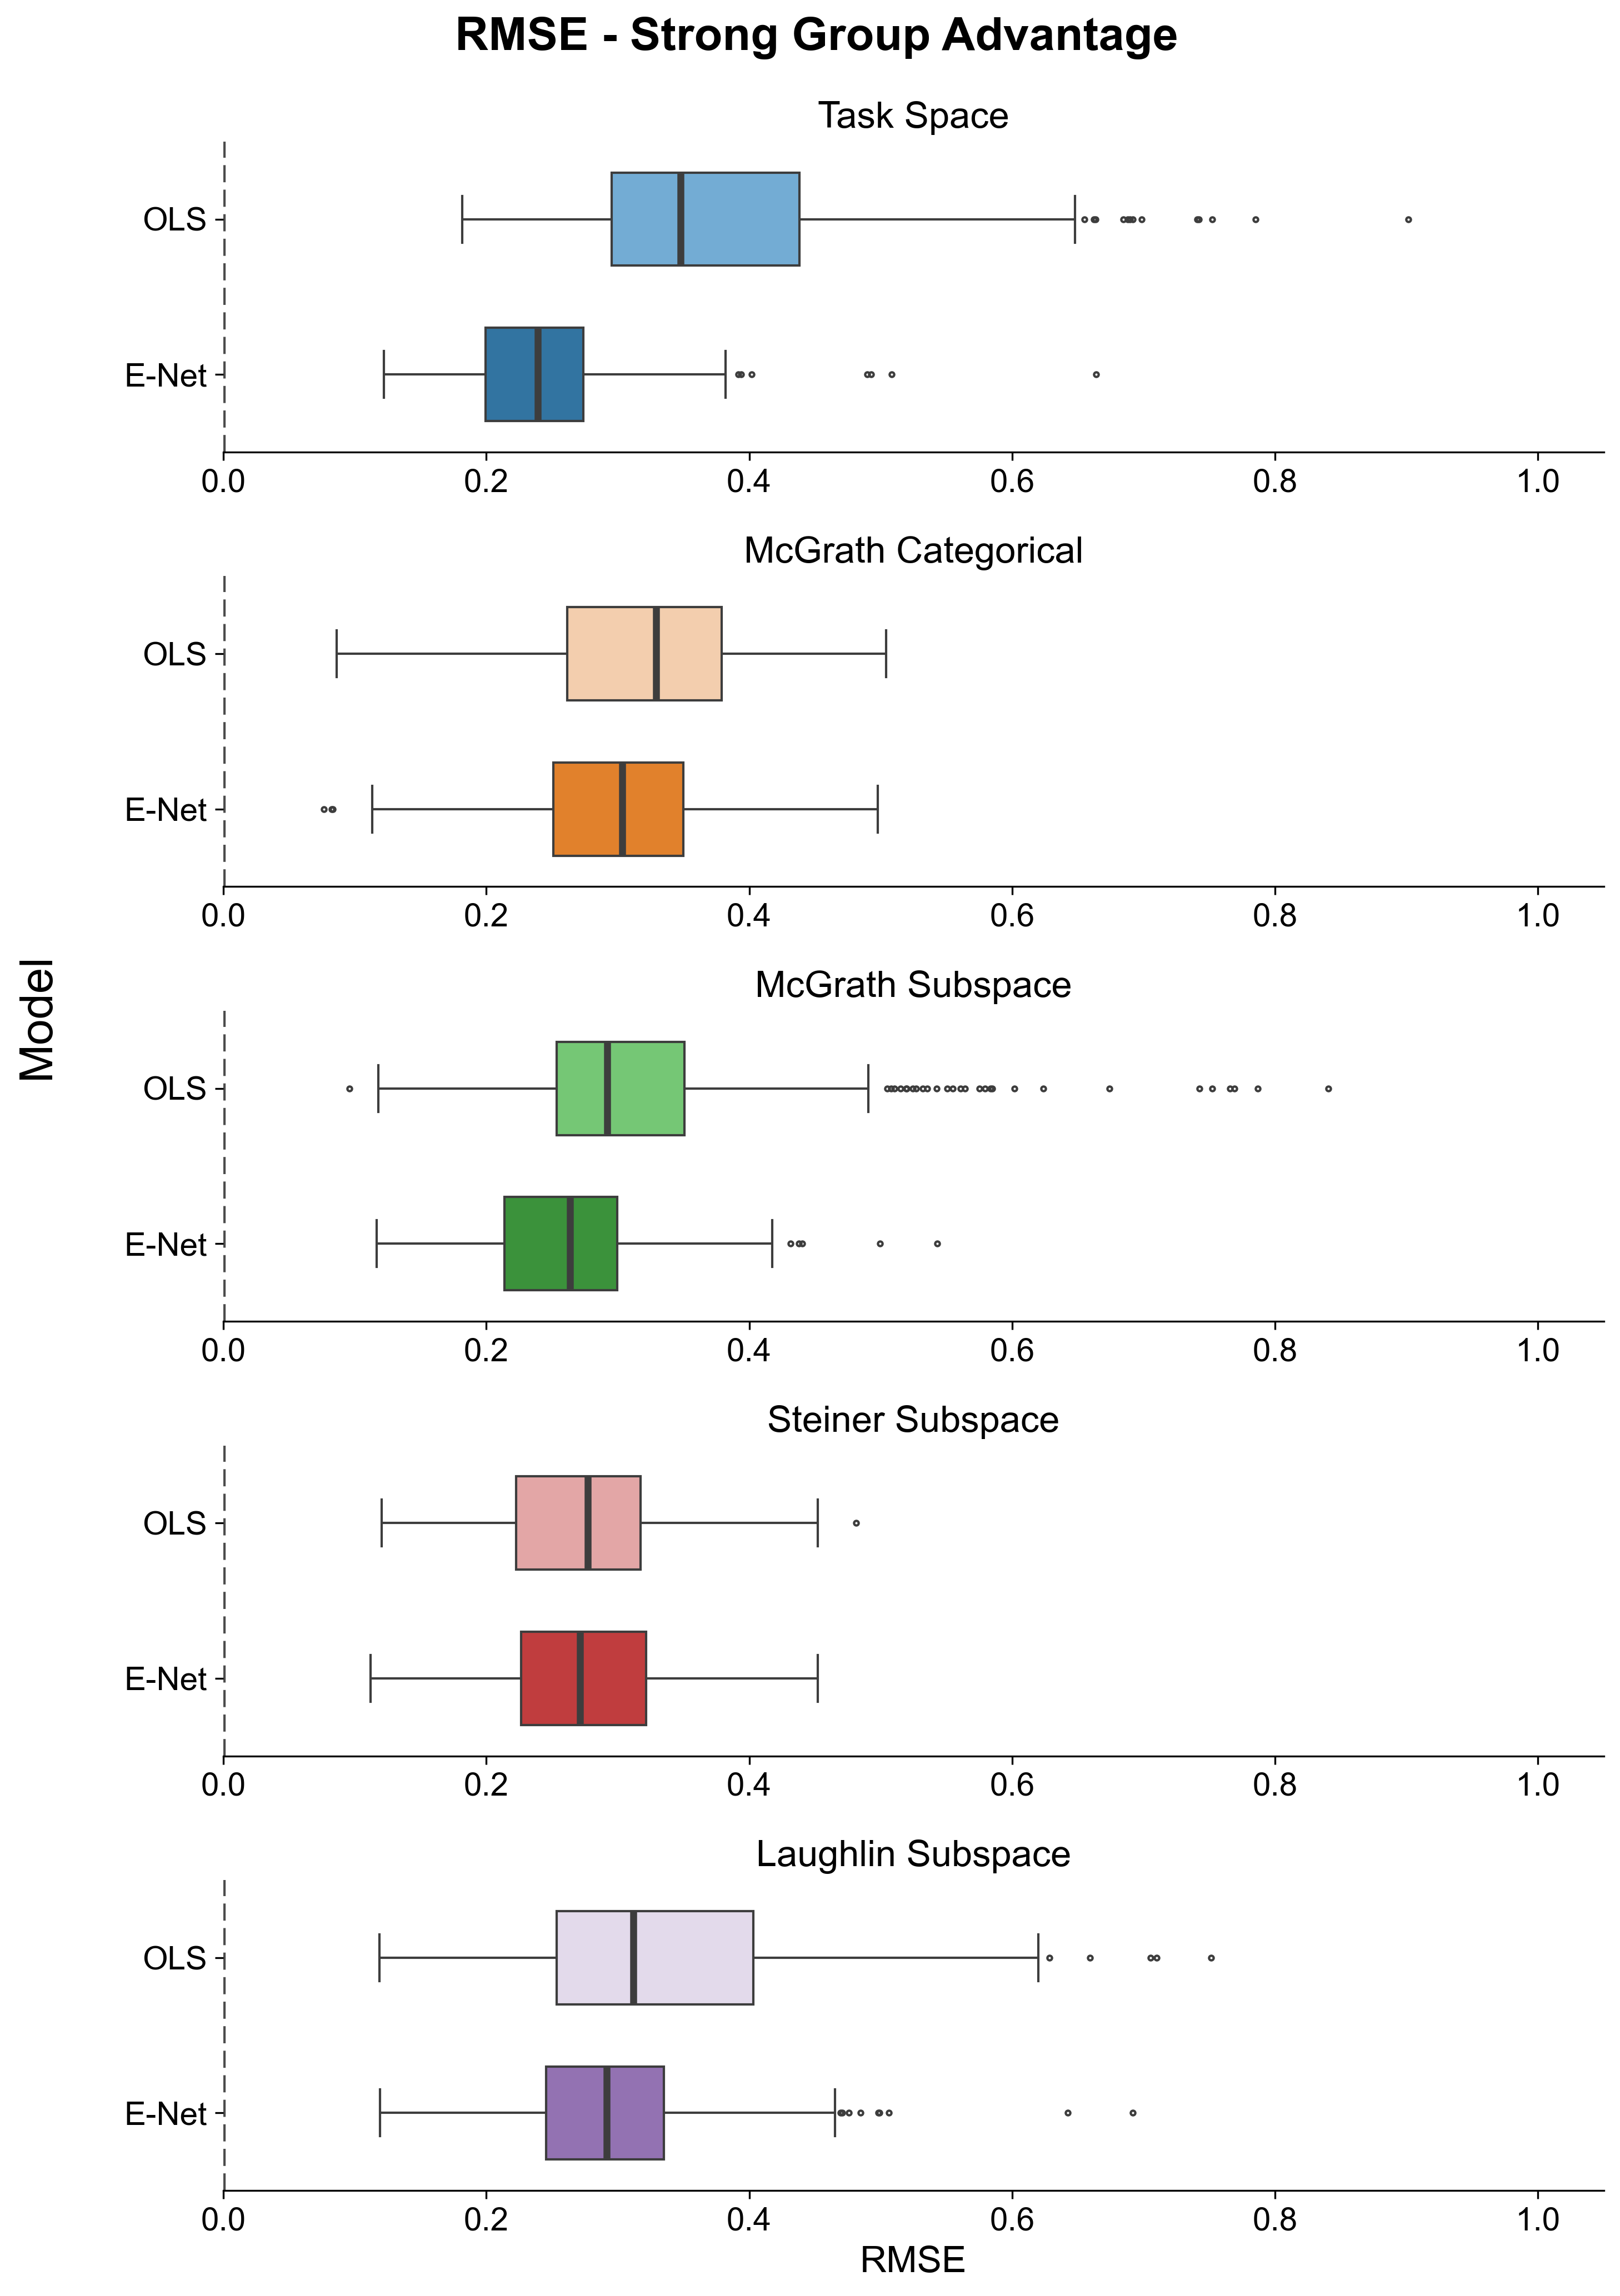 RMSE - Strong Group Advantage
Task Space
OLS
E-Net
0.0 0.2 0.4 0.6 0.8 1.0
McGrath Categorical
OLS
E-Net
0.0 0.2 0.4 0.6 0.8 1.0
Model
McGrath Subspace
OLS
E-Net
0.0 0.2 0.4 0.6 0.8 1.0
Steiner Subspace
OLS
E-Net
0.0 0.2 0.4 0.6 0.8 1.0
Laughlin Subspace
OLS
E-Net
0.0 0.2 0.4 0.6 0.8 1.0
RMSE